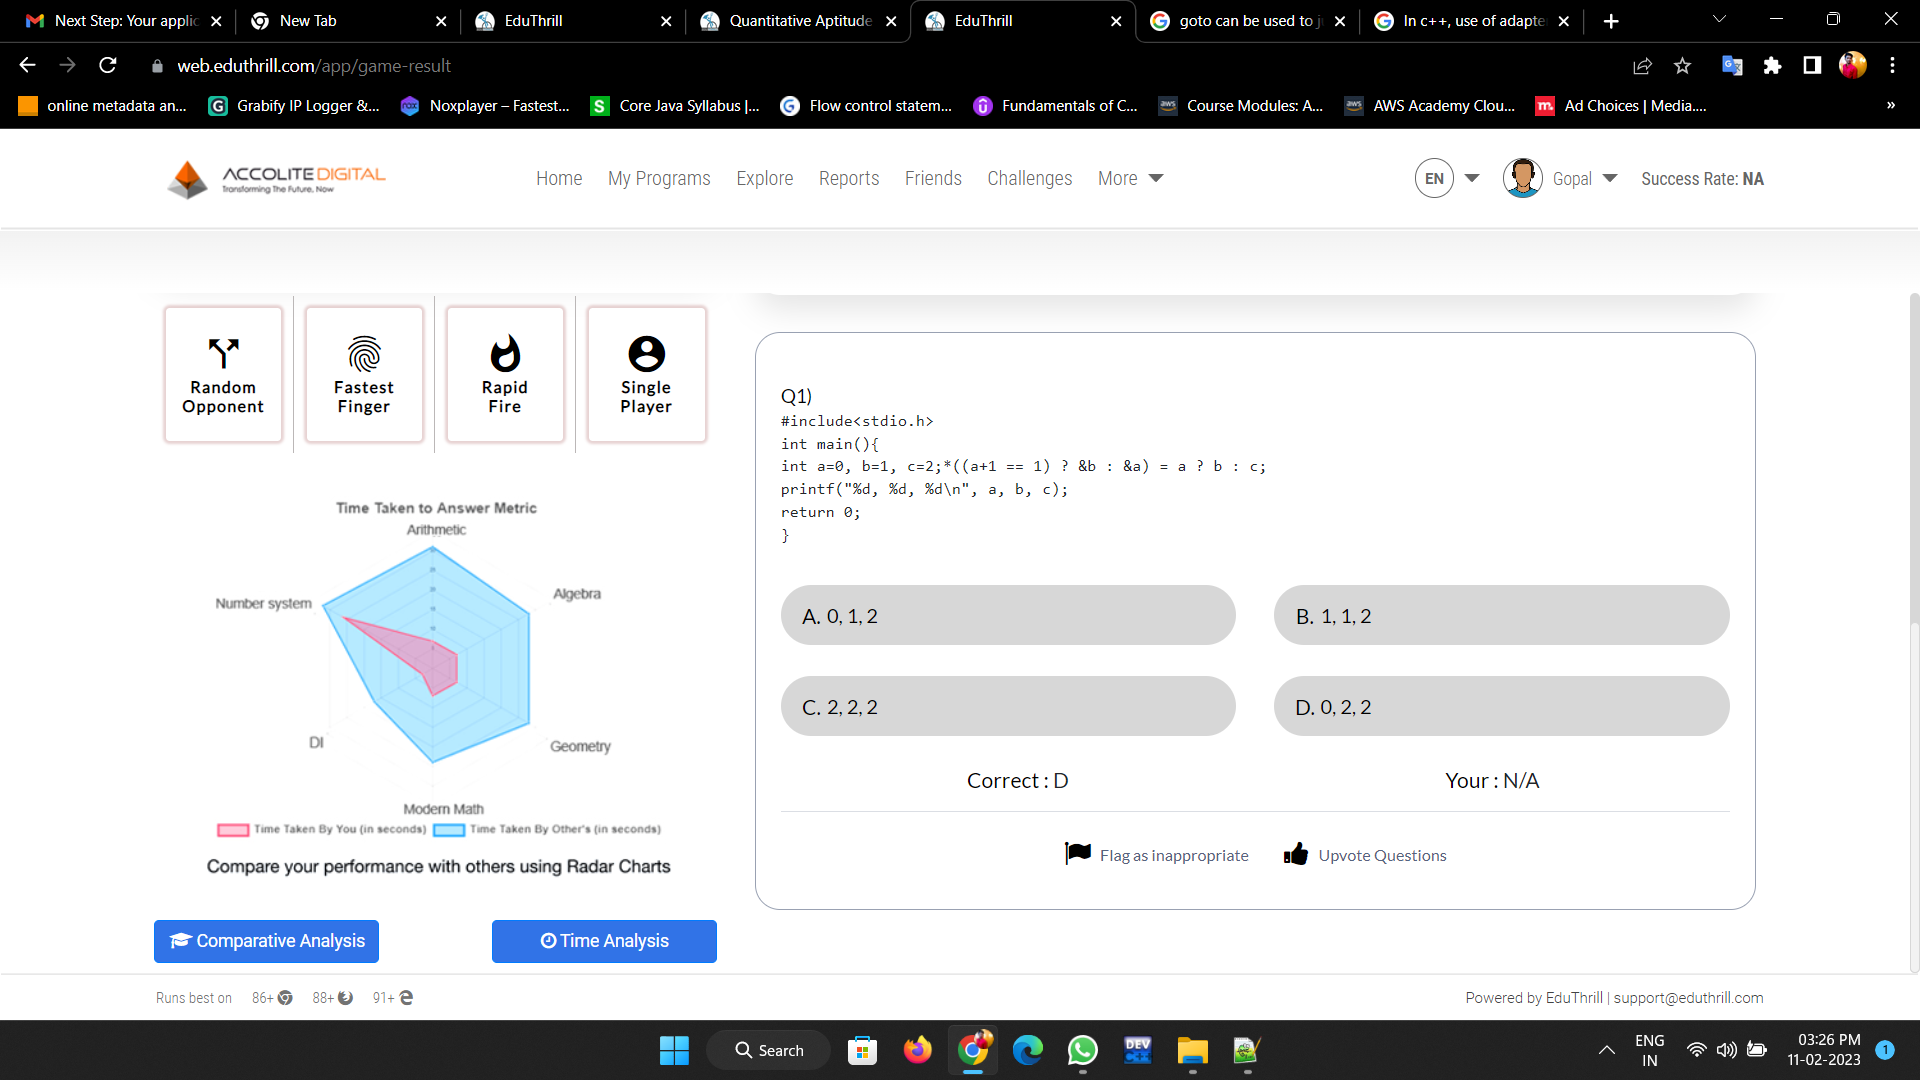 Next Step: Your applic
New Tab
EduThrill
Quantitative Aptitude
EduThrill
goto can be used to j
In c++, use of adapte
web.eduthrill.com/app/game-result
online metadata an...
Grabify IP Logger &...
Noxplayer – Fastest...
Core Java Syllabus |...
Flow control statem...
Fundamentals of C...
Course Modules: A...
AWS Academy Clou...
Ad Choices | Media....
»
ACCOLITE DIGITAL
Transforming The Future, Now
Home
My Programs
Explore
Reports
Friends
Challenges
More
EN
Gopal
Success Rate: NA
Random
Opponent
Fastest
Finger
Rapid
Fire
Single
Player
Time Taken to Answer Metric
Arithmetic
Algebra
Number system
DI
Geometry
Modern Math
Time Taken By You (in seconds)
Time Taken By Other's (in seconds)
Compare your performance with others using Radar Charts
Comparative Analysis
Time Analysis
Q1)
#include<stdio.h>
int main(){
int a=0, b=1, c=2;*((a+1 == 1) ? &b : &a) = a ? b : c;
printf("%d, %d, %d\n", a, b, c);
return 0;
}
A. 0, 1, 2
B. 1, 1, 2
C. 2, 2, 2
D. 0, 2, 2
Correct : D
Your : N/A
Flag as inappropriate
Upvote Questions
Runs best on
86+
88+
91+
Powered by EduThrill | support@eduthrill.com
Search
DEV
C++
ENG
IN
03:26 PM
11-02-2023
1